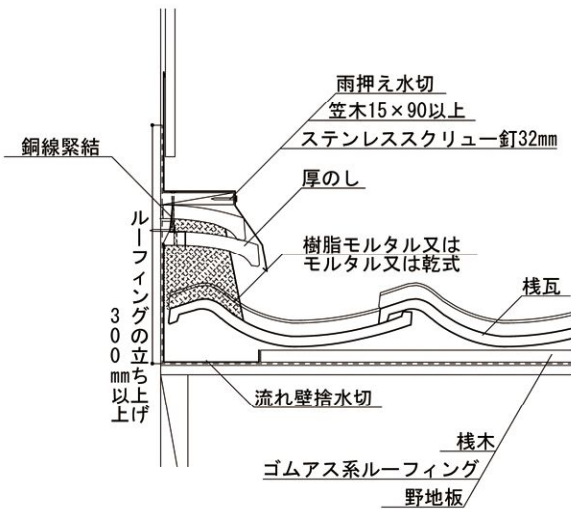 雨押え水切
笠木15×90以上
ステンレススクリュー釘32mm
銅線緊結
厚のし
樹脂モルタル又は
モルタル又は乾式
桟瓦
ルーフィングの立ち上げ
300mm以上
流れ壁捨水切
桟木
ゴムアス系ルーフィング
野地板